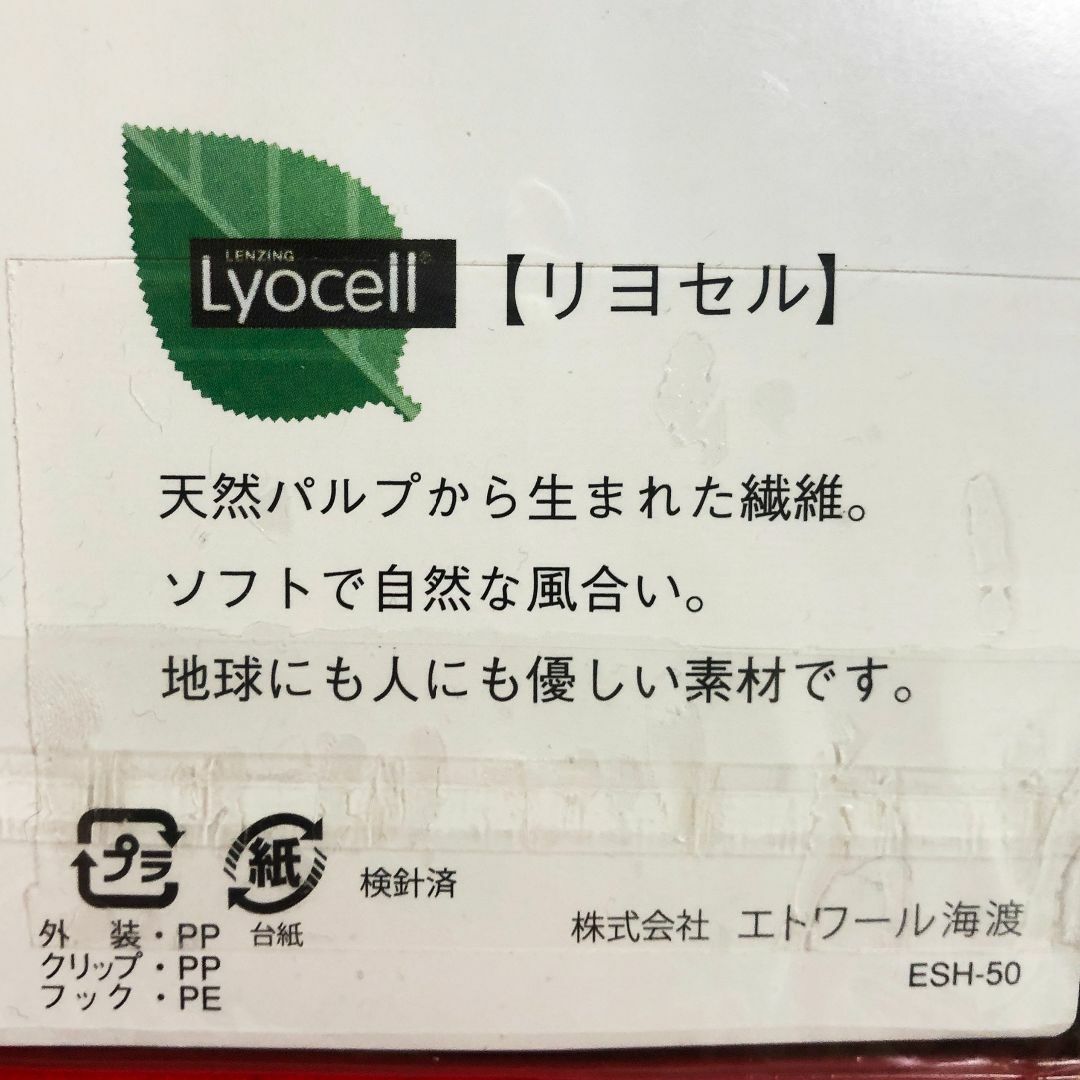 LENZING
Lyocell®
【リヨセル】
天然パルプから生まれた繊維。
ソフトで自然な風合い。
地球にも人にも優しい素材です。
プラ
紙
検針済
外　装・PP
台紙
クリップ・PP
フック・PE
株式会社 エトワール海渡
ESH-50